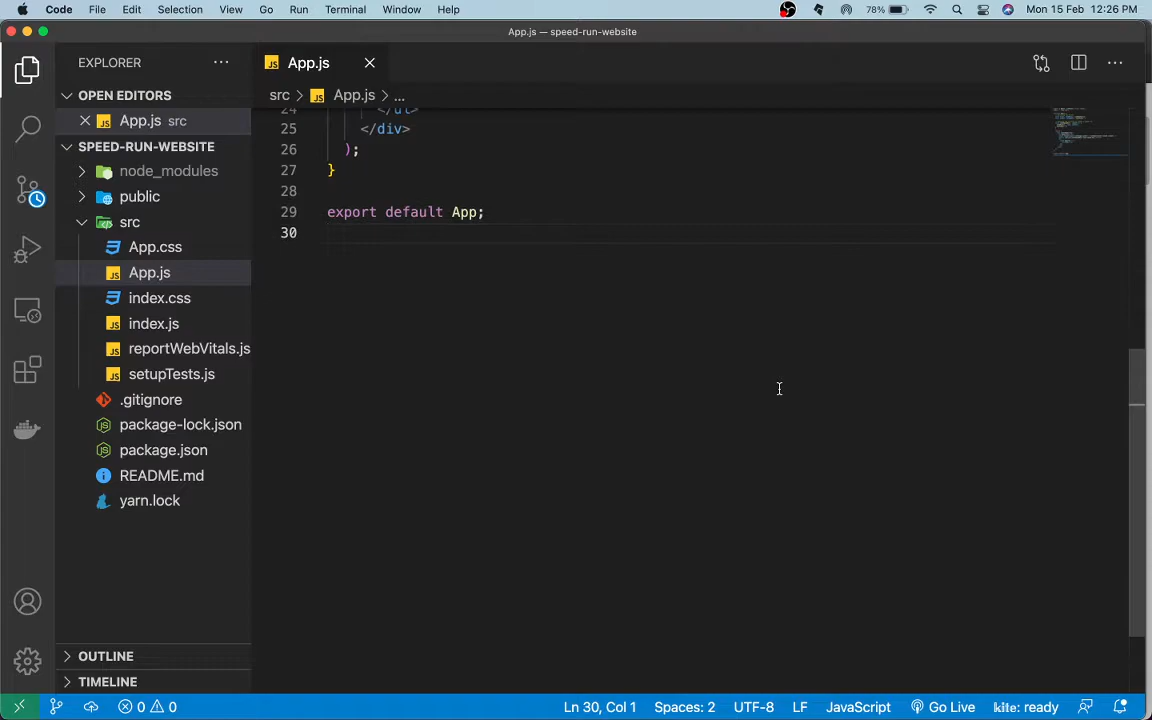 Code File Edit Selection View Go Run Terminal Window Help 78% Mon 15 Feb 12:26 PM
App.js — speed-run-website
EXPLORER ...
App.js
OPEN EDITORS
src > App.js > ...
App.js src
SPEED-RUN-WEBSITE
node_modules
public
src
App.css
App.js
index.css
index.js
reportWebVitals.js
setupTests.js
.gitignore
package-lock.json
package.json
README.md
yarn.lock
OUTLINE
TIMELINE
24 </ul>
25 </div>
26 );
27 }
28
29 export default App;
30
0 0 Ln 30, Col 1 Spaces: 2 UTF-8 LF JavaScript Go Live kite: ready